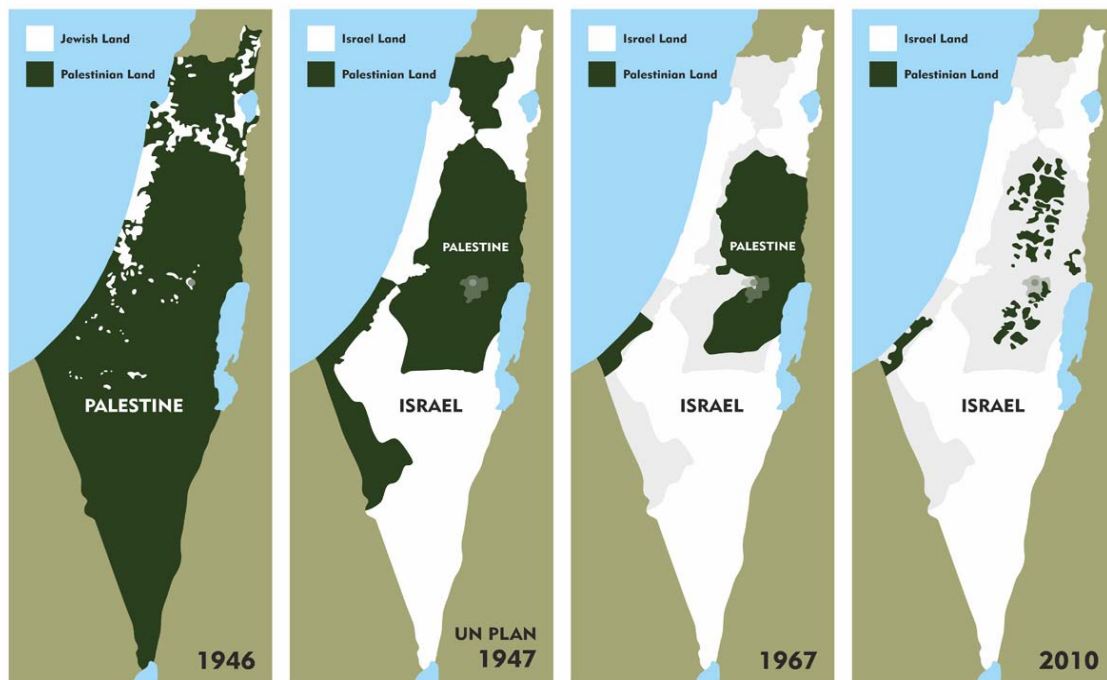 Jewish Land
Palestinian Land
PALESTINE
1946
Israel Land
Palestinian Land
PALESTINE
ISRAEL
UN PLAN
1947
Israel Land
Palestinian Land
PALESTINE
ISRAEL
1967
Israel Land
Palestinian Land
ISRAEL
2010